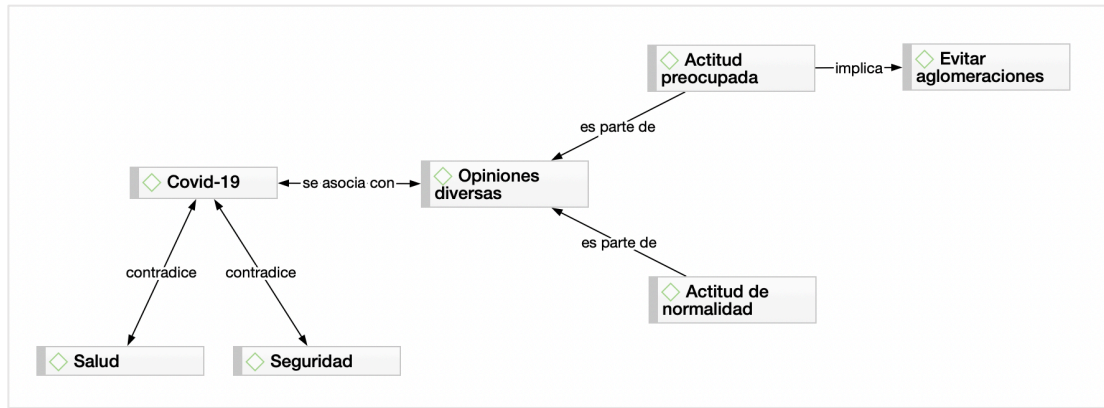 Actitud
preocupada
implica
Evitar
aglomeraciones
es parte de
Covid-19
se asocia con
Opiniones
diversas
es parte de
contradice
contradice
Actitud de
normalidad
Salud
Seguridad